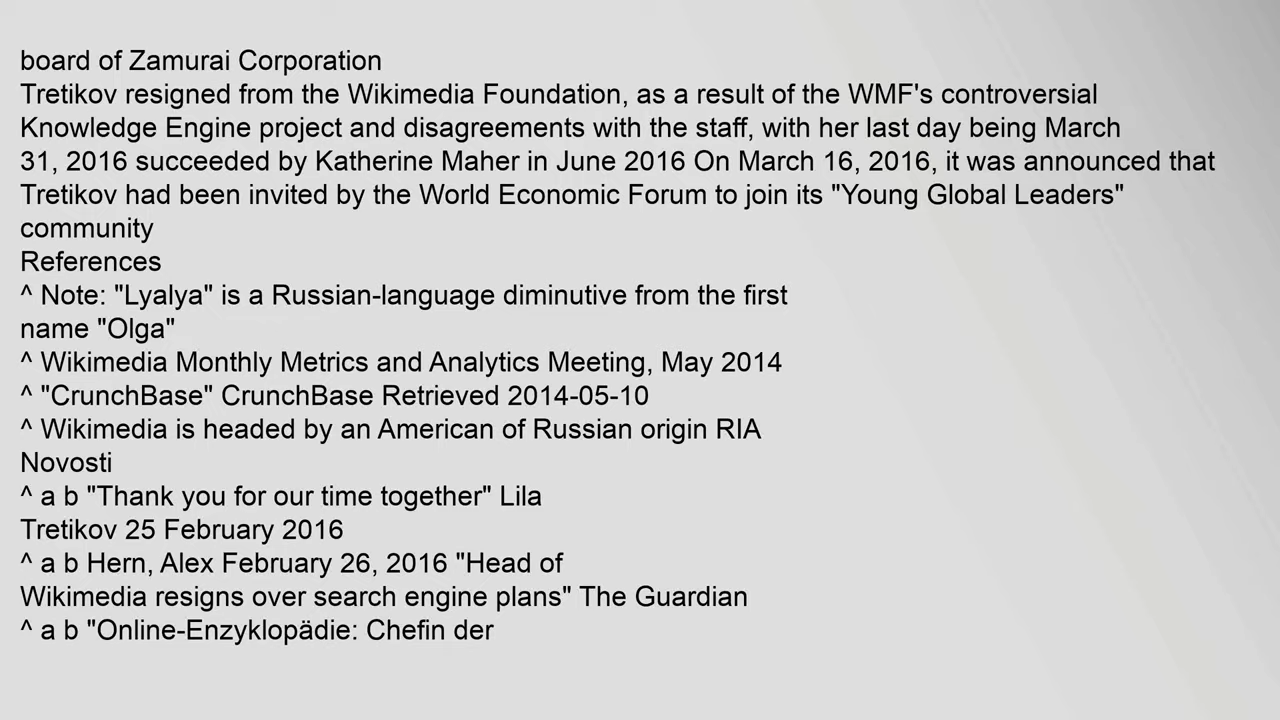 board of Zamurai Corporation
Tretikov resigned from the Wikimedia Foundation, as a result of the WMF's controversial
Knowledge Engine project and disagreements with the staff, with her last day being March
31, 2016 succeeded by Katherine Maher in June 2016 On March 16, 2016, it was announced that
Tretikov had been invited by the World Economic Forum to join its "Young Global Leaders"
community
References
^ Note: "Lyalya" is a Russian-language diminutive from the first
name "Olga"
^ Wikimedia Monthly Metrics and Analytics Meeting, May 2014
^ "CrunchBase" CrunchBase Retrieved 2014-05-10
^ Wikimedia is headed by an American of Russian origin RIA
Novosti
^ a b "Thank you for our time together" Lila
Tretikov 25 February 2016
^ a b Hern, Alex February 26, 2016 "Head of
Wikimedia resigns over search engine plans" The Guardian
^ a b "Online-Enzyklopädie: Chefin der